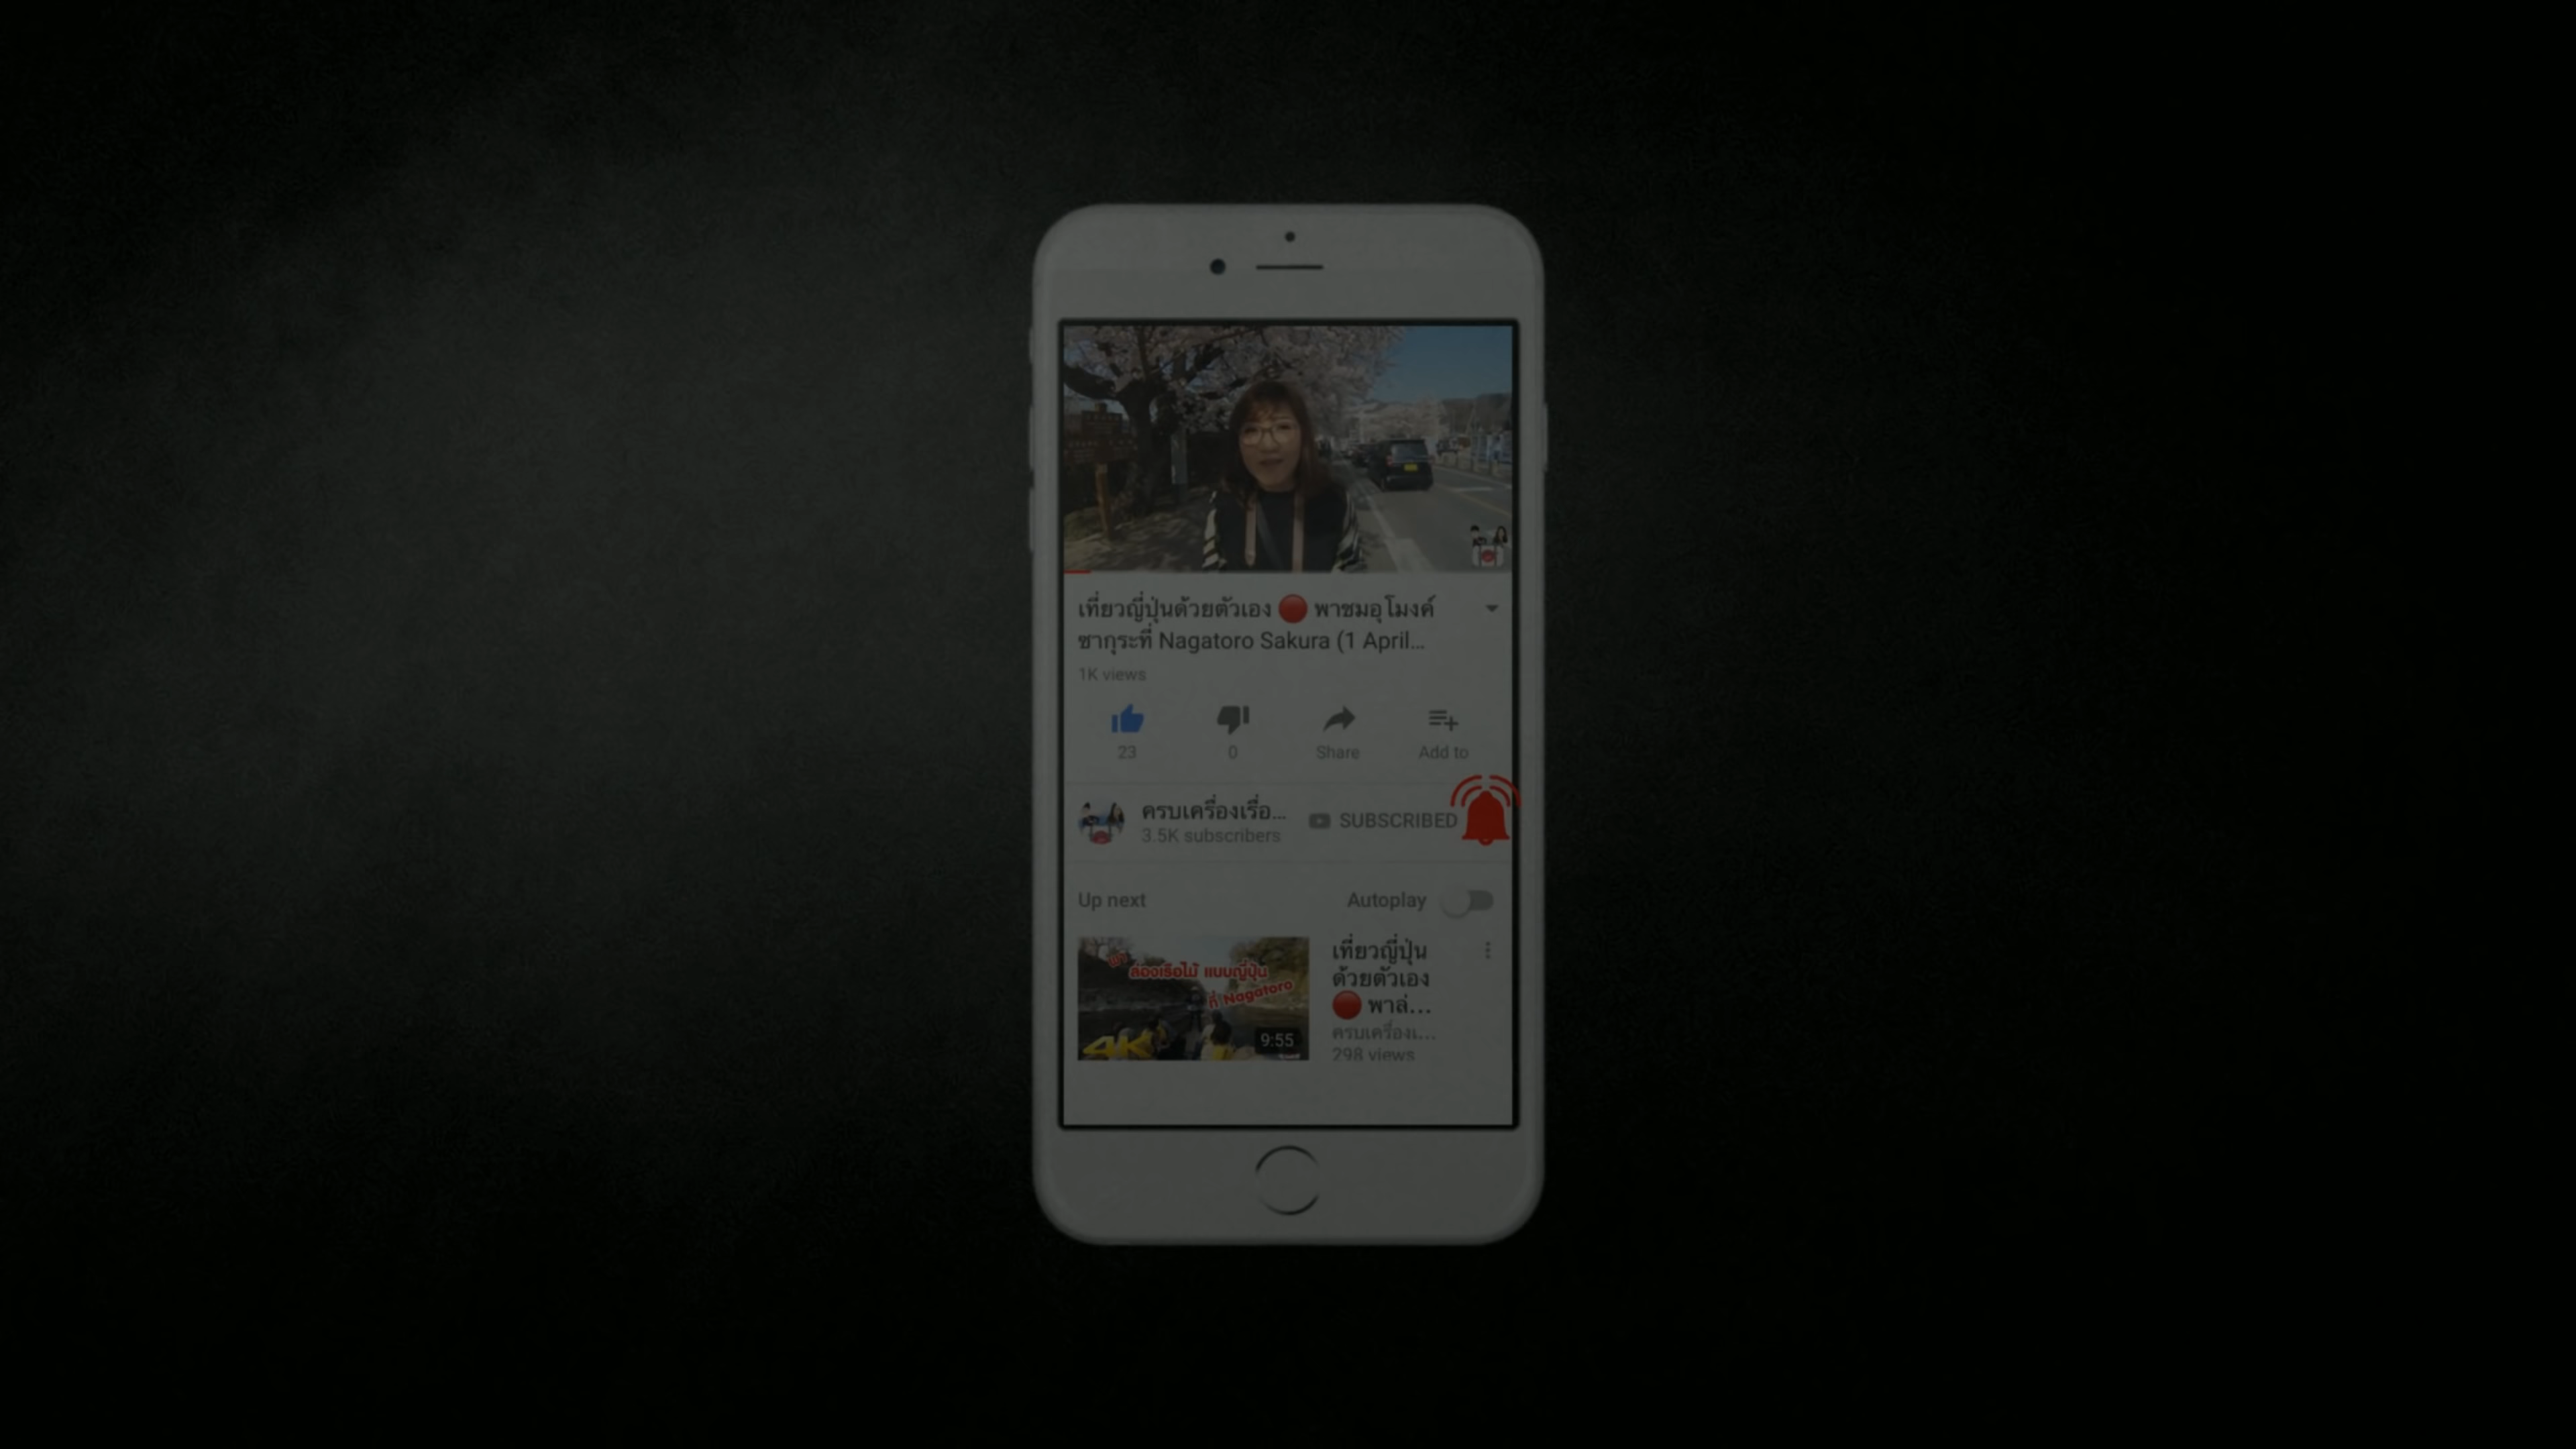 เที่ยวญี่ปุ่นด้วยตัวเอง 🔴 พาชมอุโมงค์
ซากุระที่ Nagatoro Sakura (1 April...
1K views
23
0
Share
Add to
ครบเครื่องเรื่อ...
3.5K subscribers
SUBSCRIBED
Up next
Autoplay
ล่องเรือไม้ แบบญี่ปุ่น
ที่ Nagatoro
4K
9:55
เที่ยวญี่ปุ่น
ด้วยตัวเอง
🔴 พาล่...
ครบเครื่องเ...
298 views